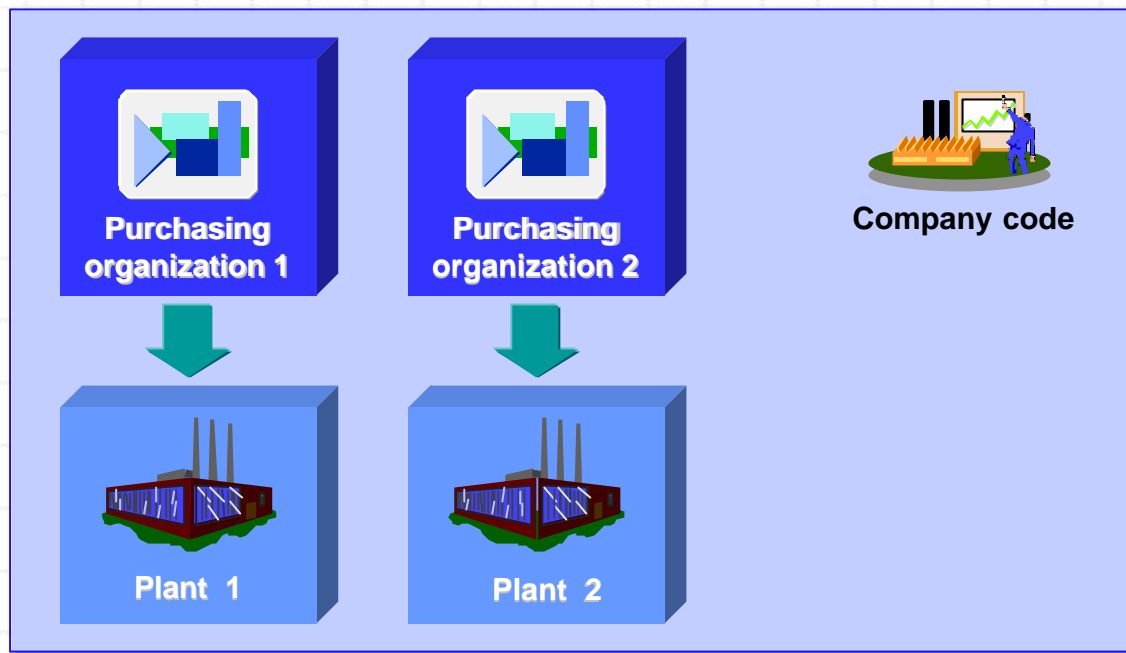 Purchasing
organization 1
Purchasing
organization 2
Company code
Plant 1
Plant 2